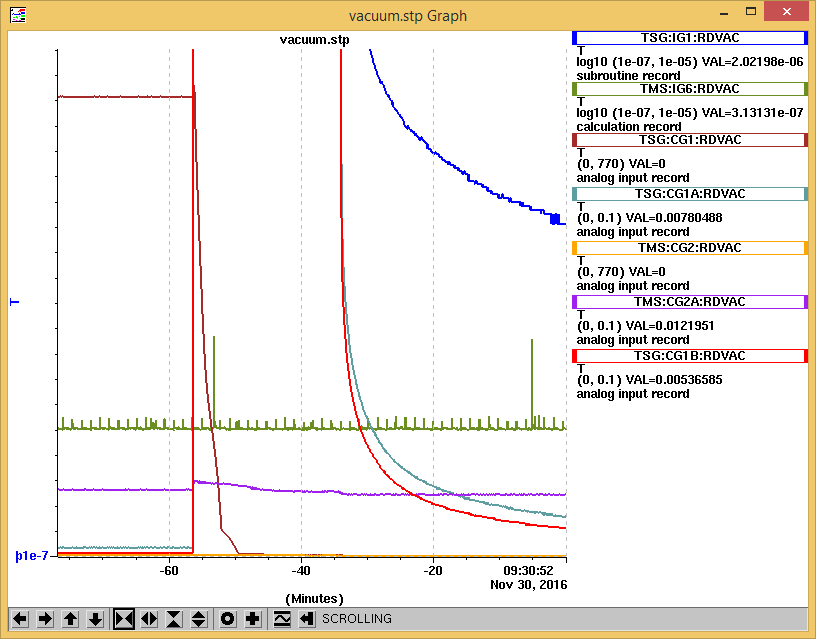 vacuum.stp Graph
vacuum.stp
T
1e-7
-60
-40
-20
09:30:52
Nov 30, 2016
(Minutes)
TSG:IG1:RDVAC
T
log10 (1e-07, 1e-05) VAL=2.02198e-06
subroutine record
TMS:IG6:RDVAC
T
log10 (1e-07, 1e-05) VAL=3.13131e-07
calculation record
TSG:CG1:RDVAC
T
(0, 770) VAL=0
analog input record
TSG:CG1A:RDVAC
T
(0, 0.1) VAL=0.00780488
analog input record
TMS:CG2:RDVAC
T
(0, 770) VAL=0
analog input record
TMS:CG2A:RDVAC
T
(0, 0.1) VAL=0.0121951
analog input record
TSG:CG1B:RDVAC
T
(0, 0.1) VAL=0.00536585
analog input record
SCROLLING